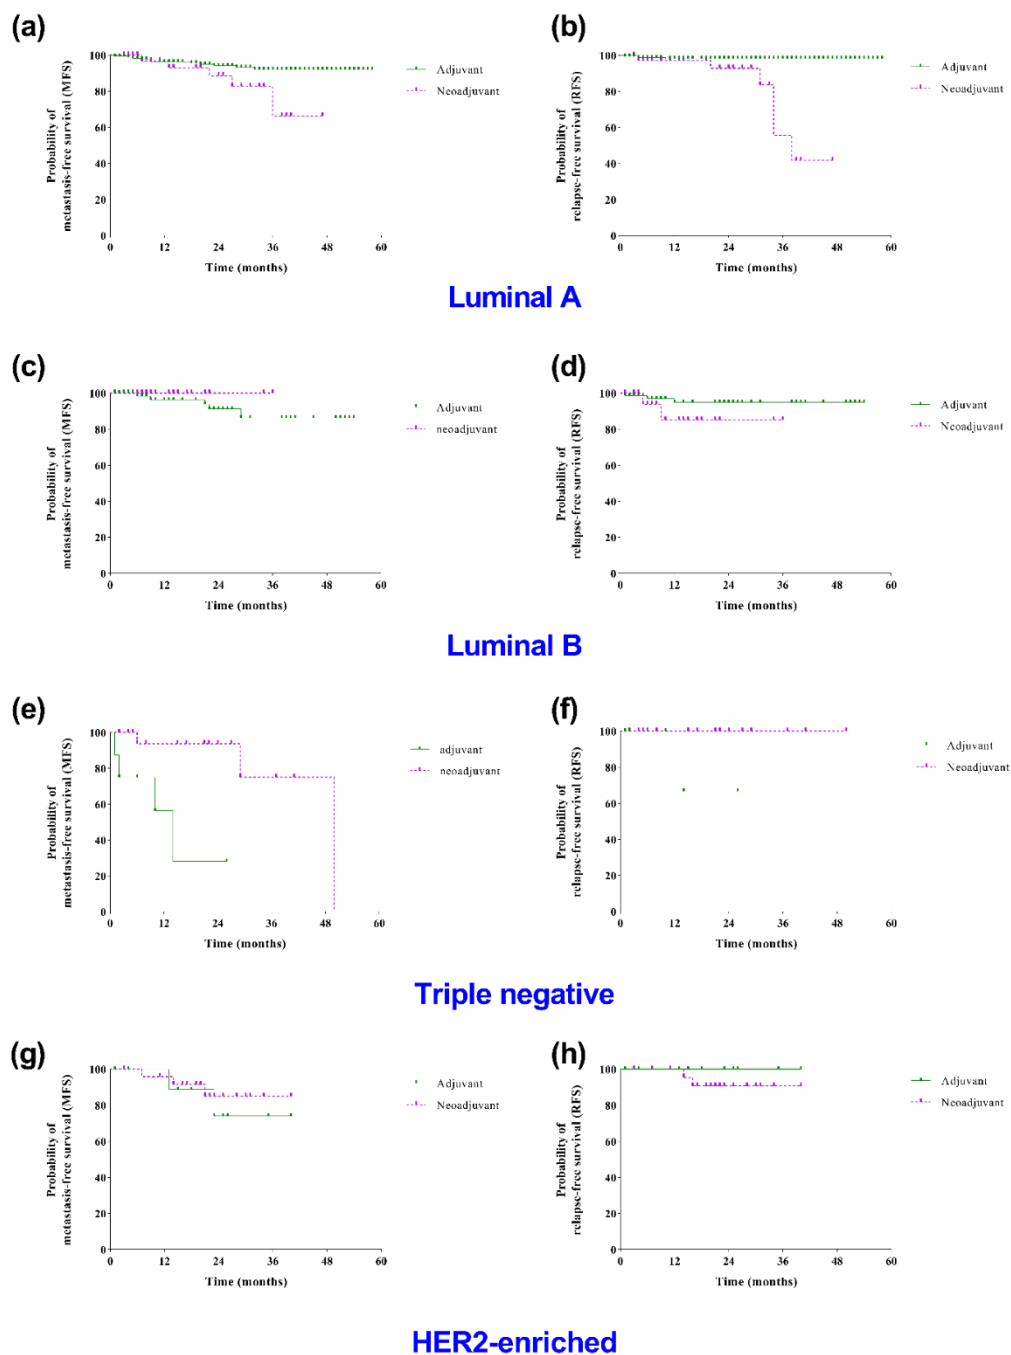 (a)
(b)
100
80
60
40
20
0
0 12 24 36 48 60
Probability of
metastasis-free survival (MFS)
Time (months)
Adjuvant
Neoadjuvant
100
80
60
40
20
0
0 12 24 36 48 60
Probability of
relapse-free survival (RFS)
Time (months)
Adjuvant
Neoadjuvant
Luminal A
(c)
(d)
100
80
60
40
20
0
0 12 24 36 48 60
Probability of
metastasis-free survival (MFS)
Time (months)
Adjuvant
neoadjuvant
100
80
60
40
20
0
0 12 24 36 48 60
Probability of
relapse-free survival (RFS)
Time (months)
Adjuvant
Neoadjuvant
Luminal B
(e)
(f)
100
80
60
40
20
0
0 12 24 36 48 60
Probability of
metastasis-free survival (MFS)
Time (months)
adjuvant
neoadjuvant
100
80
60
40
20
0
0 12 24 36 48 60
Probability of
relapse-free survival (RFS)
Time (months)
Adjuvant
Neoadjuvant
Triple negative
(g)
(h)
100
80
60
40
20
0
0 12 24 36 48 60
Probability of
metastasis-free survival (MFS)
Time (months)
Adjuvant
Neoadjuvant
100
80
60
40
20
0
0 12 24 36 48 60
Probability of
relapse-free survival (RFS)
Time (months)
Adjuvant
Neoadjuvant
HER2-enriched